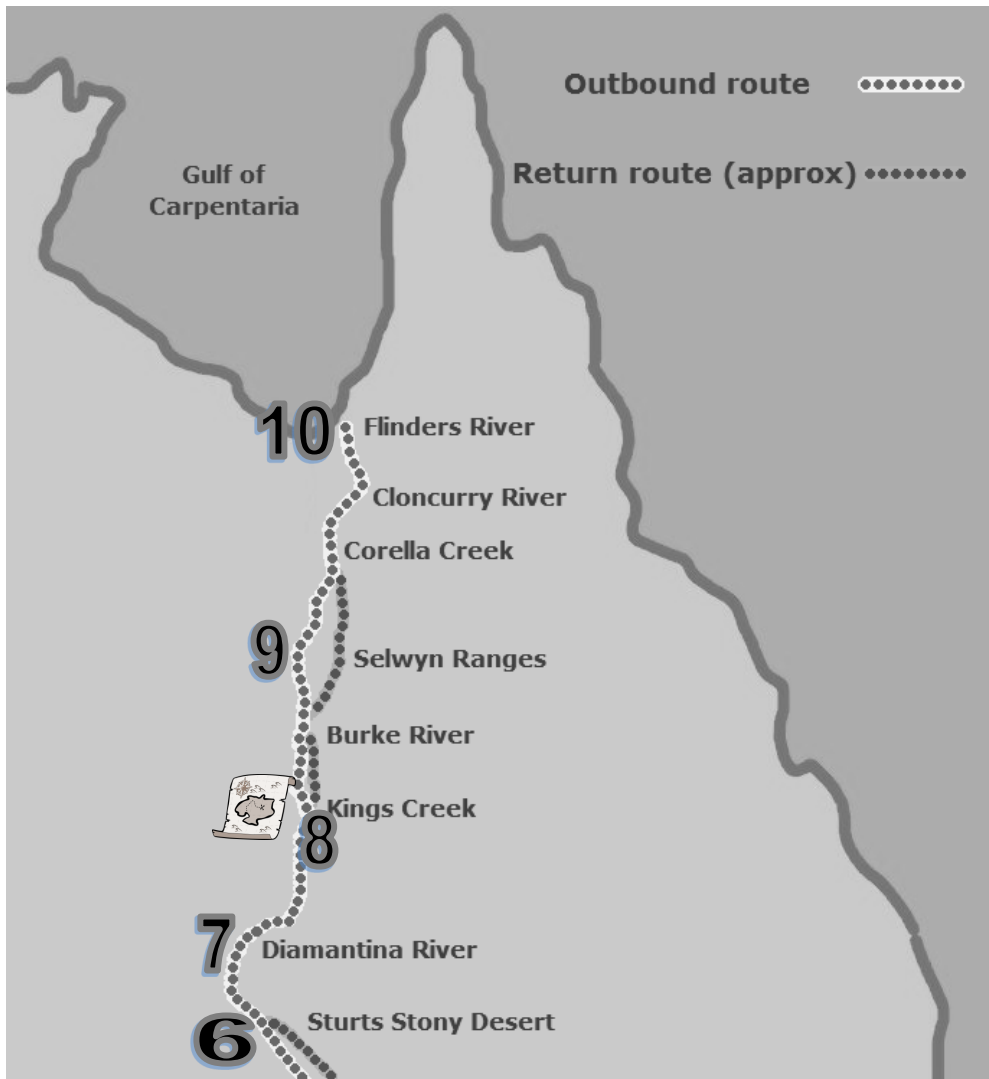 Outbound route
Return route (approx)
Gulf of
Carpentaria
10
Flinders River
Cloncurry River
Corella Creek
9
Selwyn Ranges
Burke River
Kings Creek
8
7
Diamantina River
6
Sturts Stony Desert